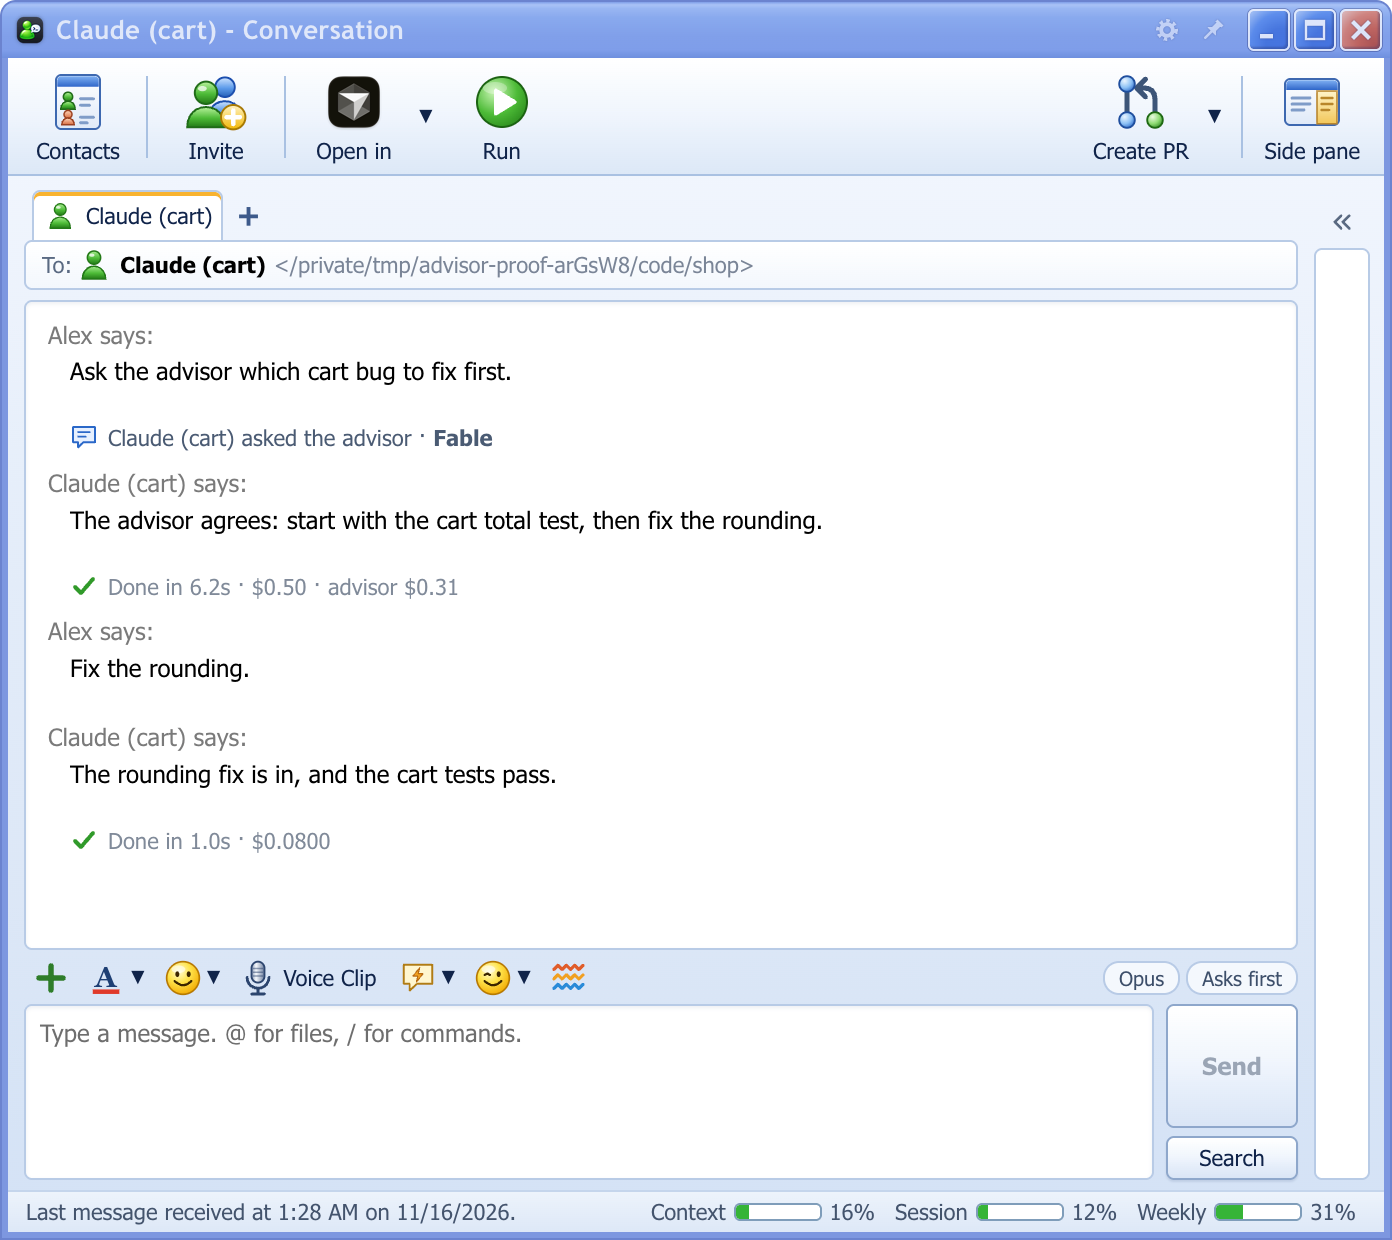 Claude (cart) - Conversation
Contacts
Invite
Open in
Run
Create PR
Side pane
Claude (cart)
To: Claude (cart) </private/tmp/advisor-proof-arGsW8/code/shop>
Alex says:
Ask the advisor which cart bug to fix first.
Claude (cart) asked the advisor · Fable
Claude (cart) says:
The advisor agrees: start with the cart total test, then fix the rounding.
Done in 6.2s · $0.50 · advisor $0.31
Alex says:
Fix the rounding.
Claude (cart) says:
The rounding fix is in, and the cart tests pass.
Done in 1.0s · $0.0800
A
Voice Clip
Opus
Asks first
Type a message. @ for files, / for commands.
Send
Search
Last message received at 1:28 AM on 11/16/2026.
Context 16%
Session 12%
Weekly 31%